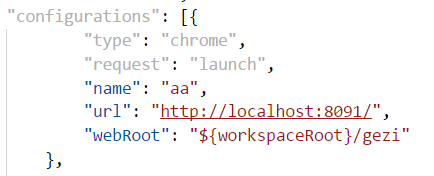 "configurations": [{
"type": "chrome",
"request": "launch",
"name": "aa",
"url": "http://localhost:8091/",
"webRoot": "${workspaceRoot}/gezi"
},